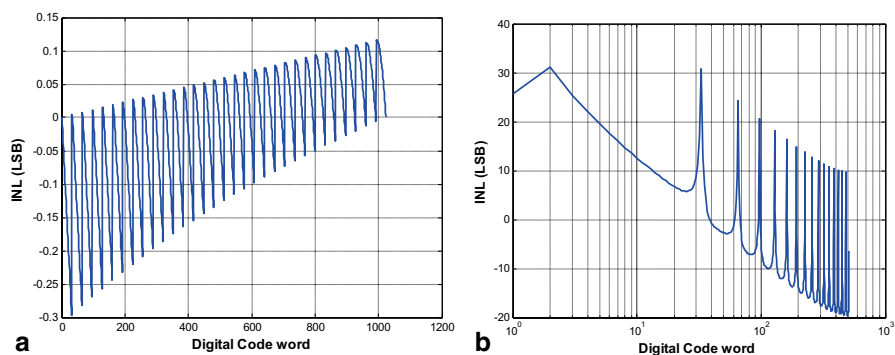 0.15
0.1
0.05
0
-0.05
-0.1
-0.15
-0.2
-0.25
-0.3
INL (LSB)
0 200 400 600 800 1000 1200
Digital Code word
a
40
30
20
10
0
-10
-20
INL (LSB)
10^0 10^1 10^2 10^3
Digital Code word
b